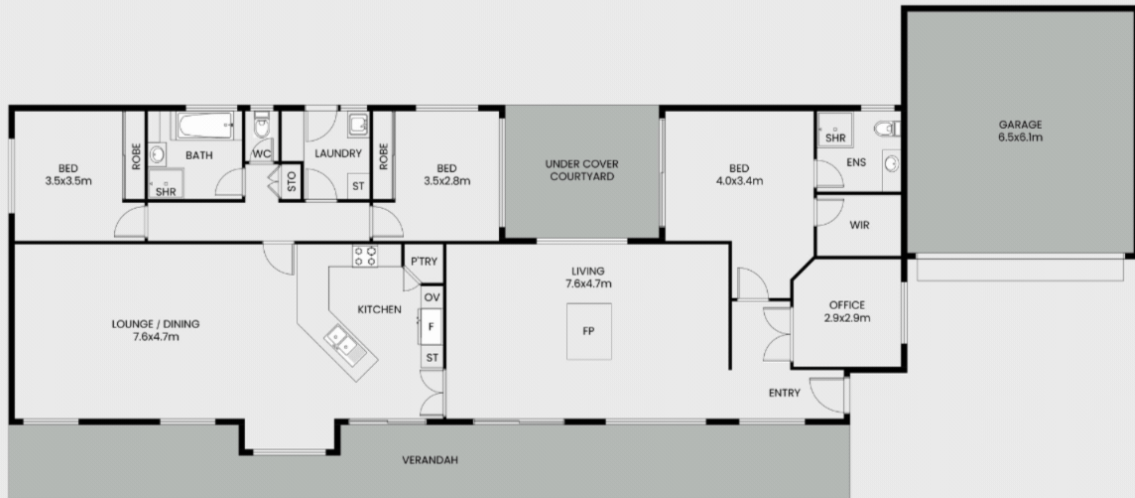 GARAGE
6.5x6.1m
BED
3.5x3.5m
ROBE
BATH
SHR
WC
STO
LAUNDRY
ST
ROBE
BED
3.5x2.8m
UNDER COVER
COURTYARD
BED
4.0x3.4m
SHR
ENS
WIR
LOUNGE / DINING
7.6x4.7m
KITCHEN
P'TRY
OV
F
ST
LIVING
7.6x4.7m
FP
OFFICE
2.9x2.9m
ENTRY
VERANDAH